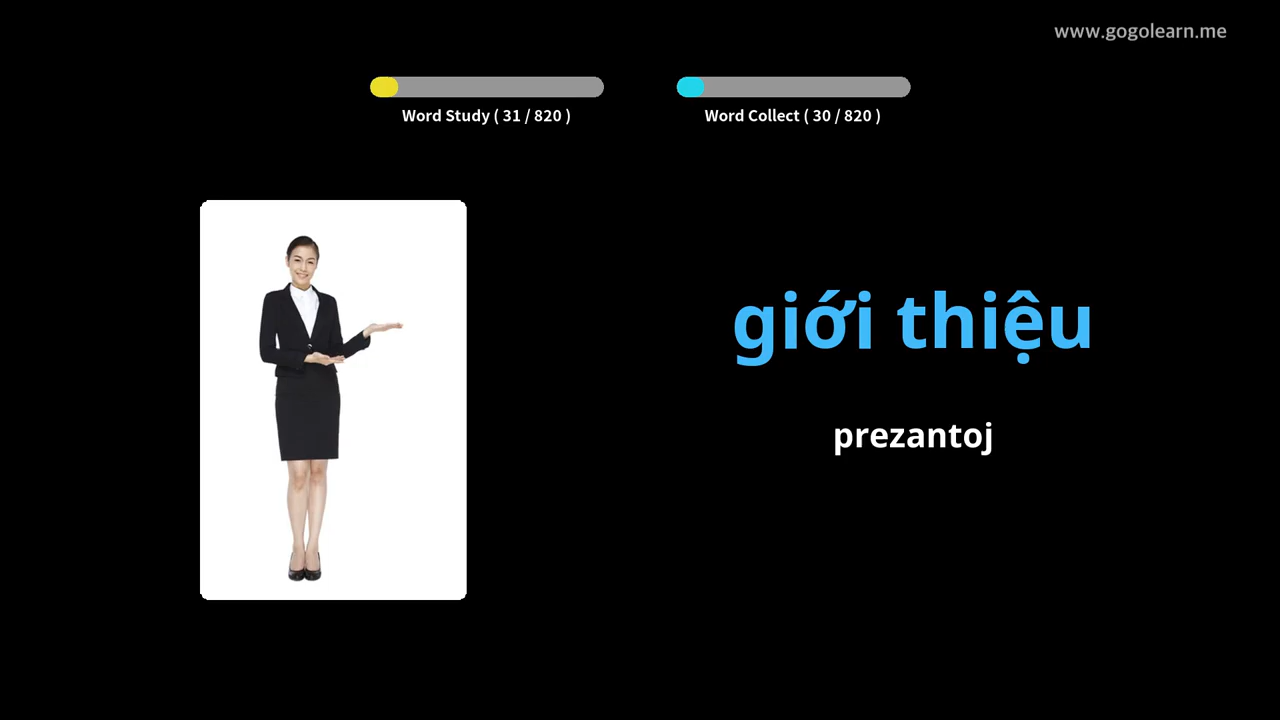 www.gogolearn.me
Word Study ( 31 / 820 )
Word Collect ( 30 / 820 )
giới thiệu
prezantoj